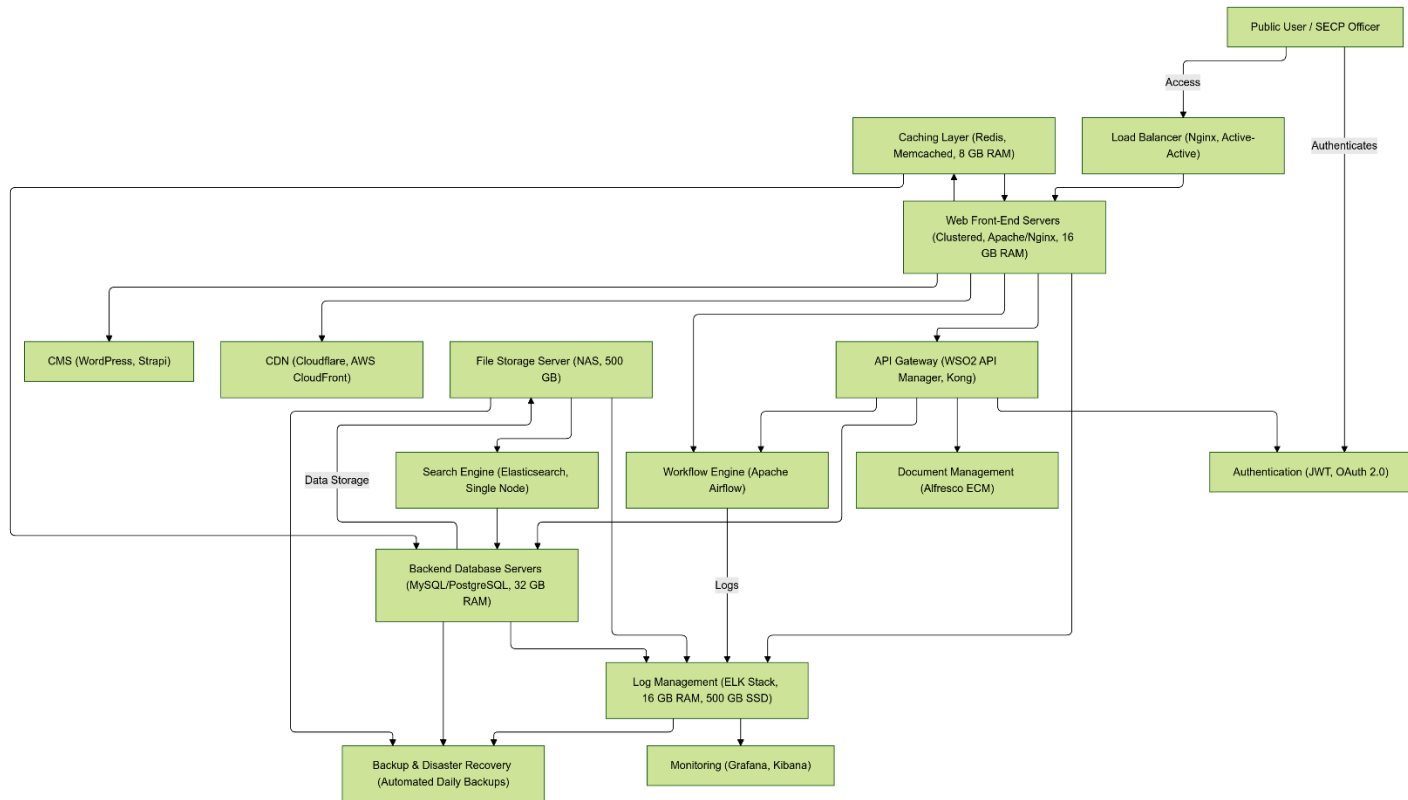 Public User / SECP Officer
Access
Caching Layer (Redis,
Memcached, 8 GB RAM)
Load Balancer (Nginx, Active-
Active)
Authenticates
Web Front-End Servers
(Clustered, Apache/Nginx, 16
GB RAM)
CMS (WordPress, Strapi)
CDN (Cloudflare, AWS
CloudFront)
File Storage Server (NAS, 500
GB)
API Gateway (WSO2 API
Manager, Kong)
Data Storage
Search Engine (Elasticsearch,
Single Node)
Workflow Engine (Apache
Airflow)
Document Management
(Alfresco ECM)
Authentication (JWT, OAuth 2.0)
Backend Database Servers
(MySQL/PostgreSQL, 32 GB
RAM)
Logs
Log Management (ELK Stack,
16 GB RAM, 500 GB SSD)
Backup & Disaster Recovery
(Automated Daily Backups)
Monitoring (Grafana, Kibana)